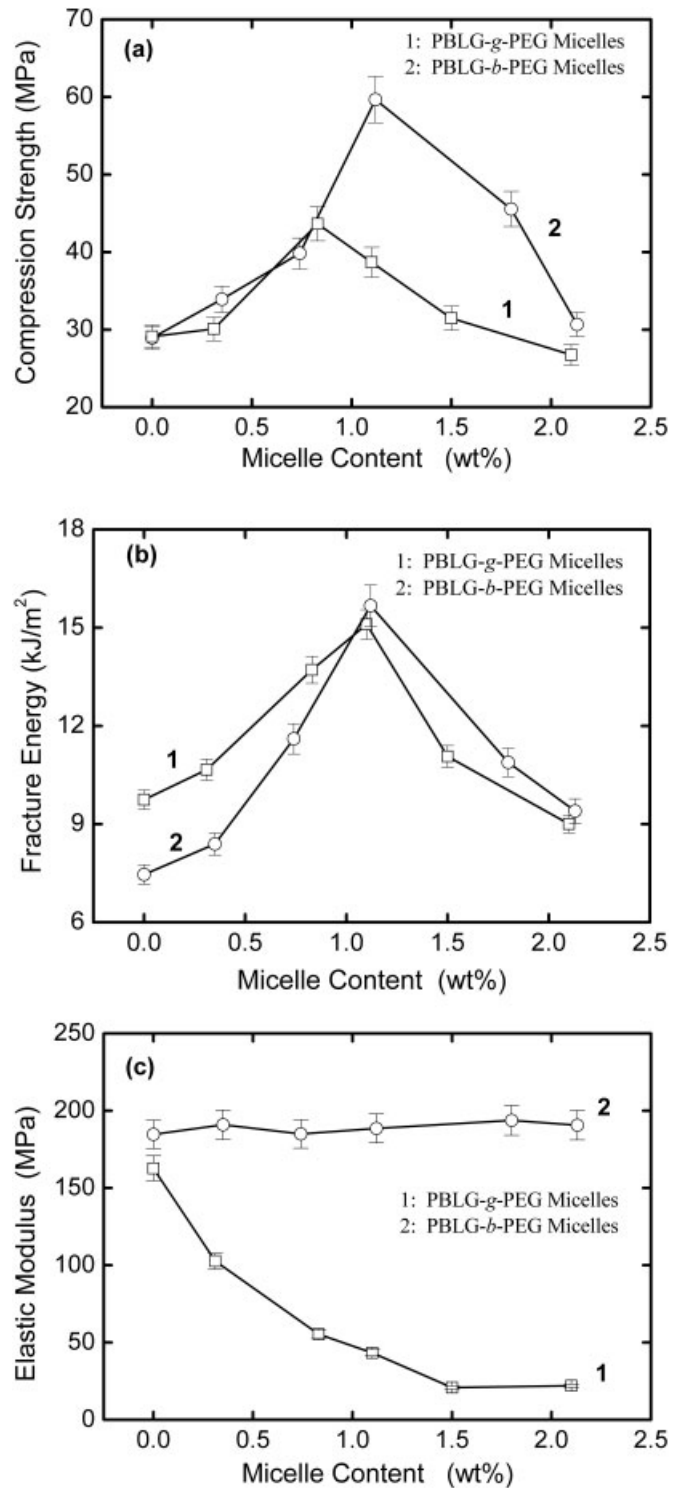 (a)
1: PBLG-g-PEG Micelles
2: PBLG-b-PEG Micelles
Compression Strength (MPa)
70
60
50
40
30
20
2
1
0.0 0.5 1.0 1.5 2.0 2.5
Micelle Content (wt%)
(b)
1: PBLG-g-PEG Micelles
2: PBLG-b-PEG Micelles
Fracture Energy (kJ/m²)
18
15
12
9
6
1
2
0.0 0.5 1.0 1.5 2.0 2.5
Micelle Content (wt%)
(c)
Elastic Modulus (MPa)
250
200
150
100
50
0
2
1: PBLG-g-PEG Micelles
2: PBLG-b-PEG Micelles
1
0.0 0.5 1.0 1.5 2.0 2.5
Micelle Content (wt%)